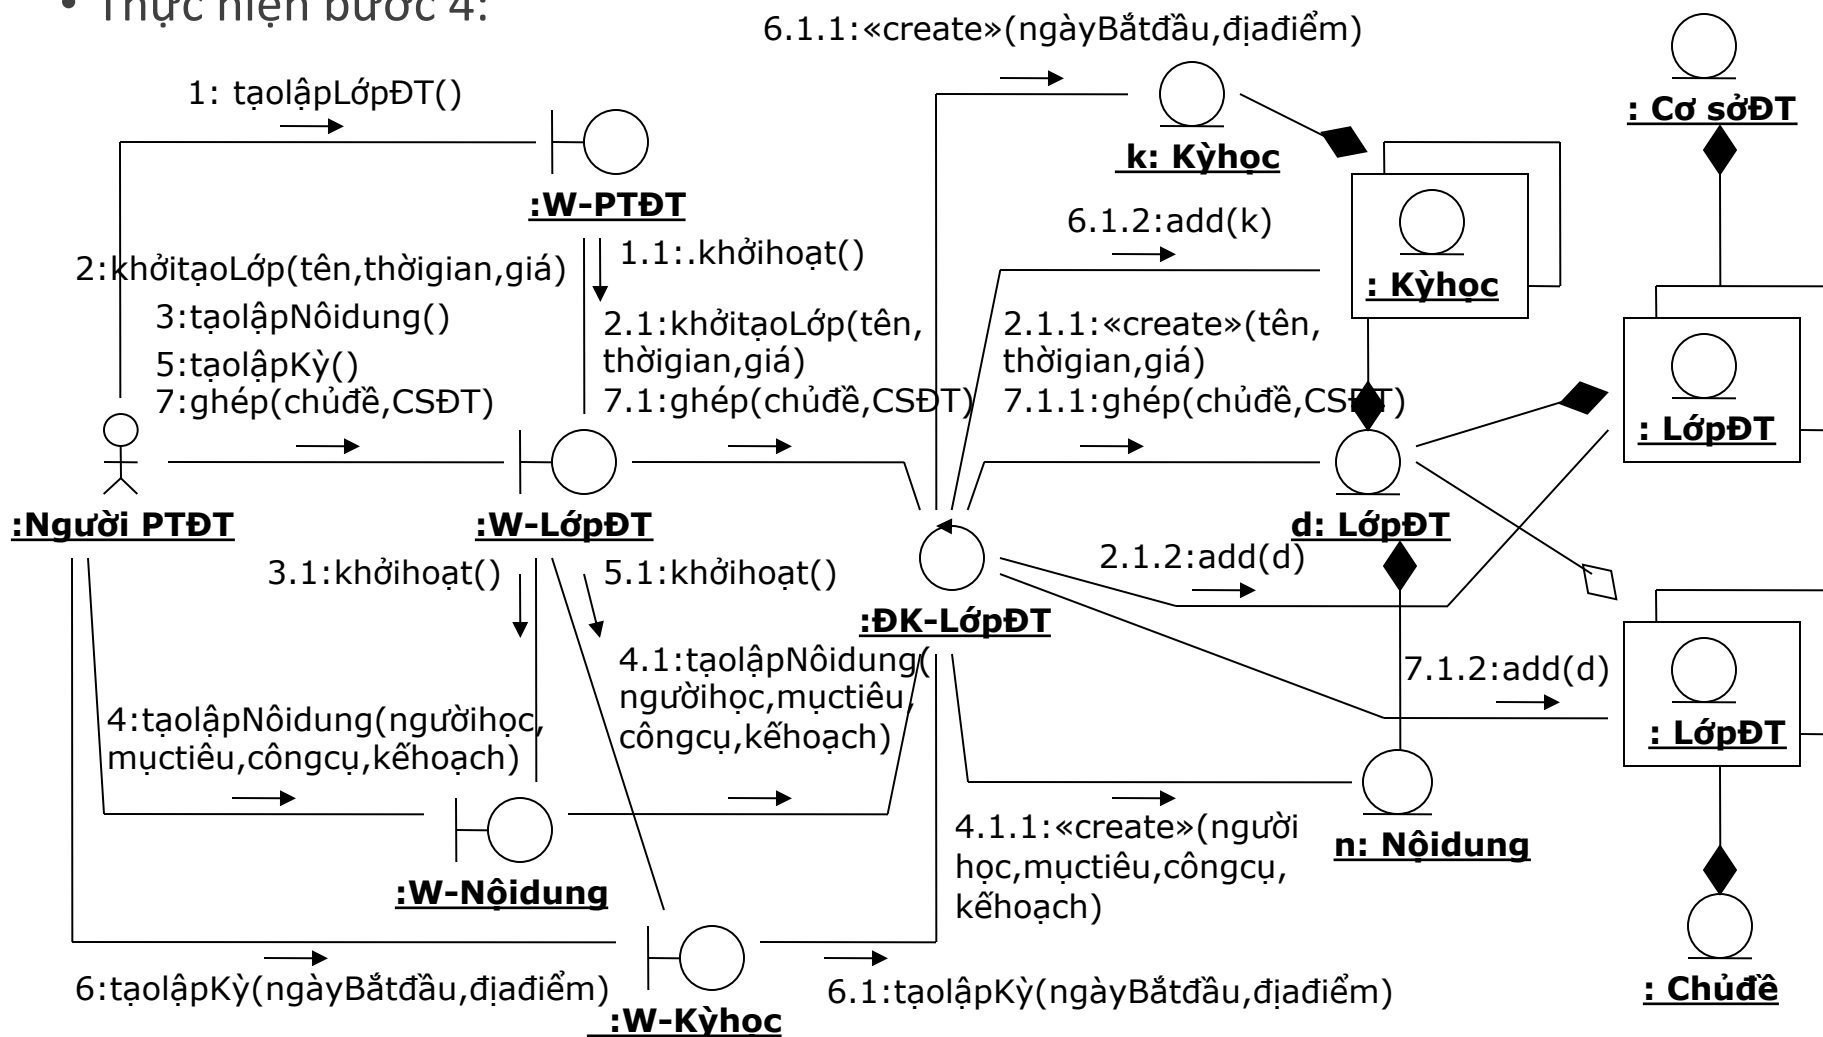 • Thực hiện bước 4:
6.1.1:«create»(ngàyBắtđầu,địađiểm)
1: tạolậpLớpĐT()
: Cơ sởĐT
k: Kỳhọc
:W-PTĐT
6.1.2:add(k)
1.1:.khởihoạt()
2:khởitạoLớp(tên,thờigian,giá)
: Kỳhọc
3:tạolậpNôidung()
2.1:khởitạoLớp(tên,
thờigian,giá)
2.1.1:«create»(tên,
thờigian,giá)
5:tạolậpKỳ()
7:ghép(chủđề,CSĐT)
7.1:ghép(chủđề,CSĐT)
7.1.1:ghép(chủđề,CSĐT)
: LớpĐT
:Người PTĐT
:W-LớpĐT
d: LớpĐT
3.1:khởihoạt()
5.1:khởihoạt()
2.1.2:add(d)
:ĐK-LớpĐT
4.1:tạolậpNôidung(
ngườihọc,mụctiêu,
côngcụ,kếhoạch)
7.1.2:add(d)
4:tạolậpNôidung(ngườihọc,
mụctiêu,côngcụ,kếhoạch)
: LớpĐT
4.1.1:«create»(người
học,mụctiêu,côngcụ,
kếhoạch)
n: Nộidung
:W-Nộidung
6:tạolậpKỳ(ngàyBắtđầu,địađiểm)
6.1:tạolậpKỳ(ngàyBắtđầu,địađiểm)
: Chủđề
:W-Kỳhọc